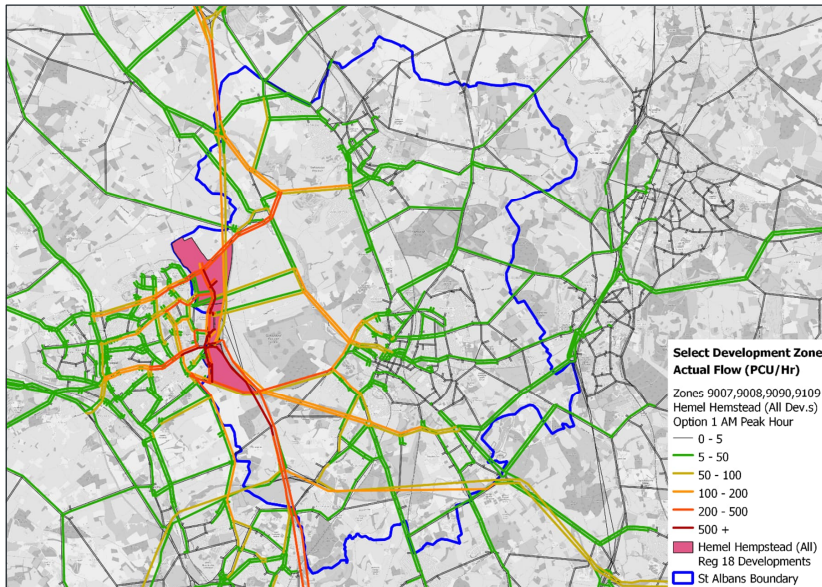 Select Development Zone
Actual Flow (PCU/Hr)
Zones 9007,9008,9090,9109
Hemel Hemstead (All Dev.s)
Option 1 AM Peak Hour
0 - 5
5 - 50
50 - 100
100 - 200
200 - 500
500 +
Hemel Hempstead (All)
Reg 18 Developments
St Albans Boundary